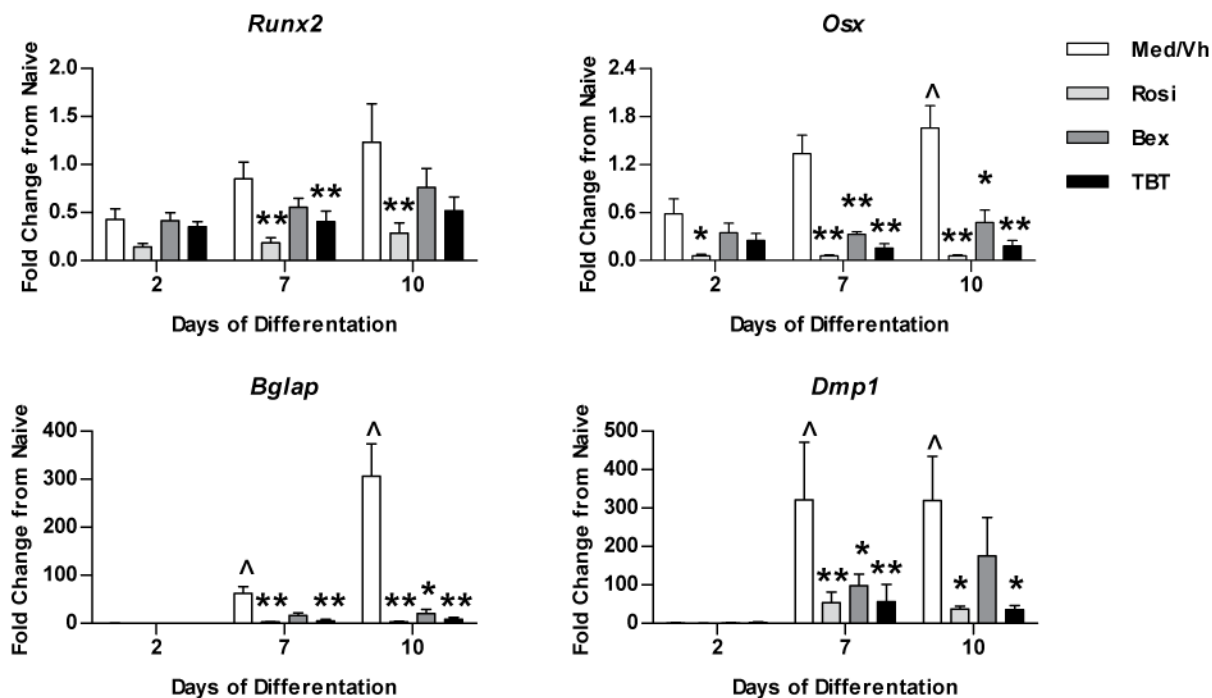 Runx2
Fold Change from Naive
2.0
1.5
1.0
0.5
0.0
** ** **
2 7 10
Days of Differentation
Osx
Fold Change from Naive
2.4
1.8
1.2
0.6
0.0
* ** ** ** ^ ** * **
2 7 10
Days of Differentation
Med/Vh
Rosi
Bex
TBT
Bglap
Fold Change from Naive
400
300
200
100
0
^ ** ** ^ ** * **
2 7 10
Days of Differentation
Dmp1
Fold Change from Naive
500
400
300
200
100
0
^ ** * ** ^ * *
2 7 10
Days of Differentation